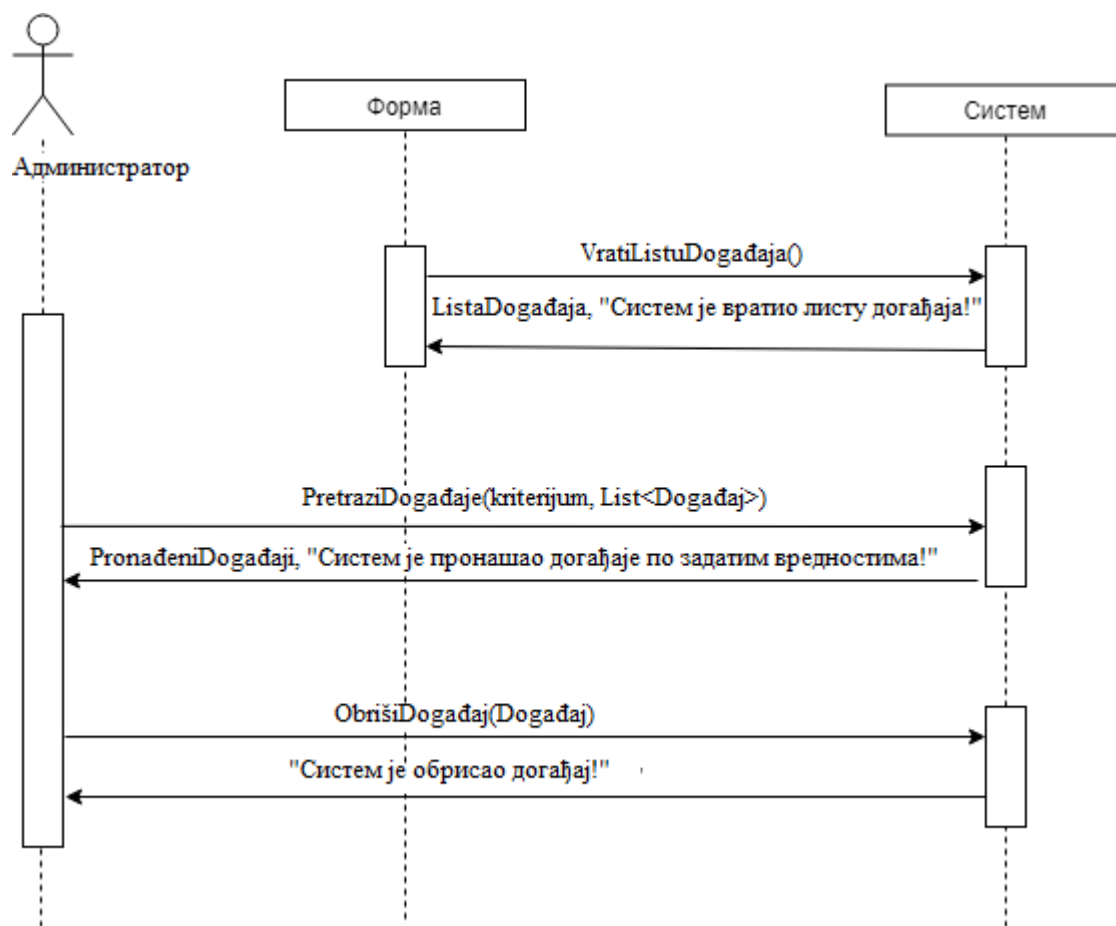 Форма
Систем
Администратор
VratiListuDogađaja()
ListaDogađaja, "Систем је вратио листу догађаја!"
PretraziDogađaje(kriterijum, List<Događaj>)
PronađeniDogađaji, "Систем је пронашао догађаје по задатим вредностима!"
ObrišiDogađaj(Događaj)
"Систем је обрисао догађај!"